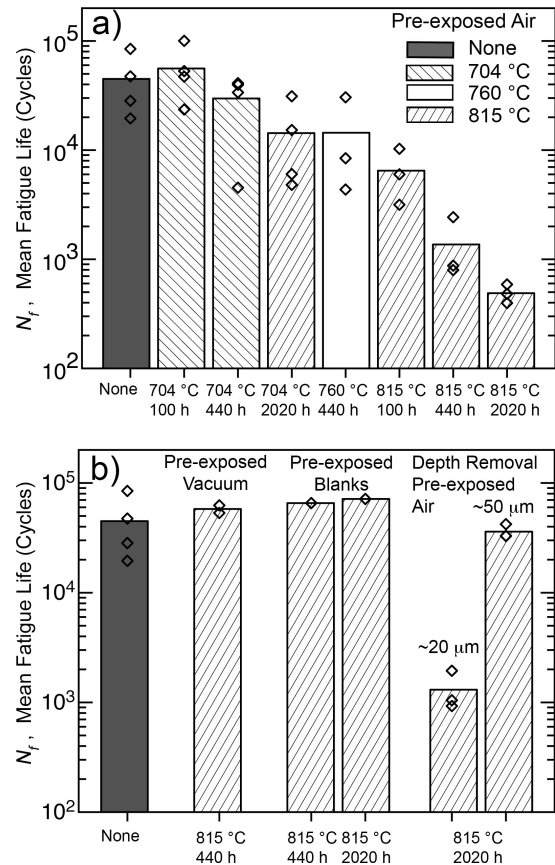 a)
Pre-exposed Air
None
704 °C
760 °C
815 °C
N_f , Mean Fatigue Life (Cycles)
10^5
10^4
10^3
10^2
None 704 °C 704 °C 704 °C 760 °C 815 °C 815 °C 815 °C
100 h 440 h 2020 h 440 h 100 h 440 h 2020 h
b)
Pre-exposed Pre-exposed Depth Removal
Vacuum Blanks Pre-exposed
Air ~50 μm
~20 μm
N_f , Mean Fatigue Life (Cycles)
10^5
10^4
10^3
10^2
None 815 °C 815 °C 815 °C 815 °C
440 h 440 h 2020 h 2020 h